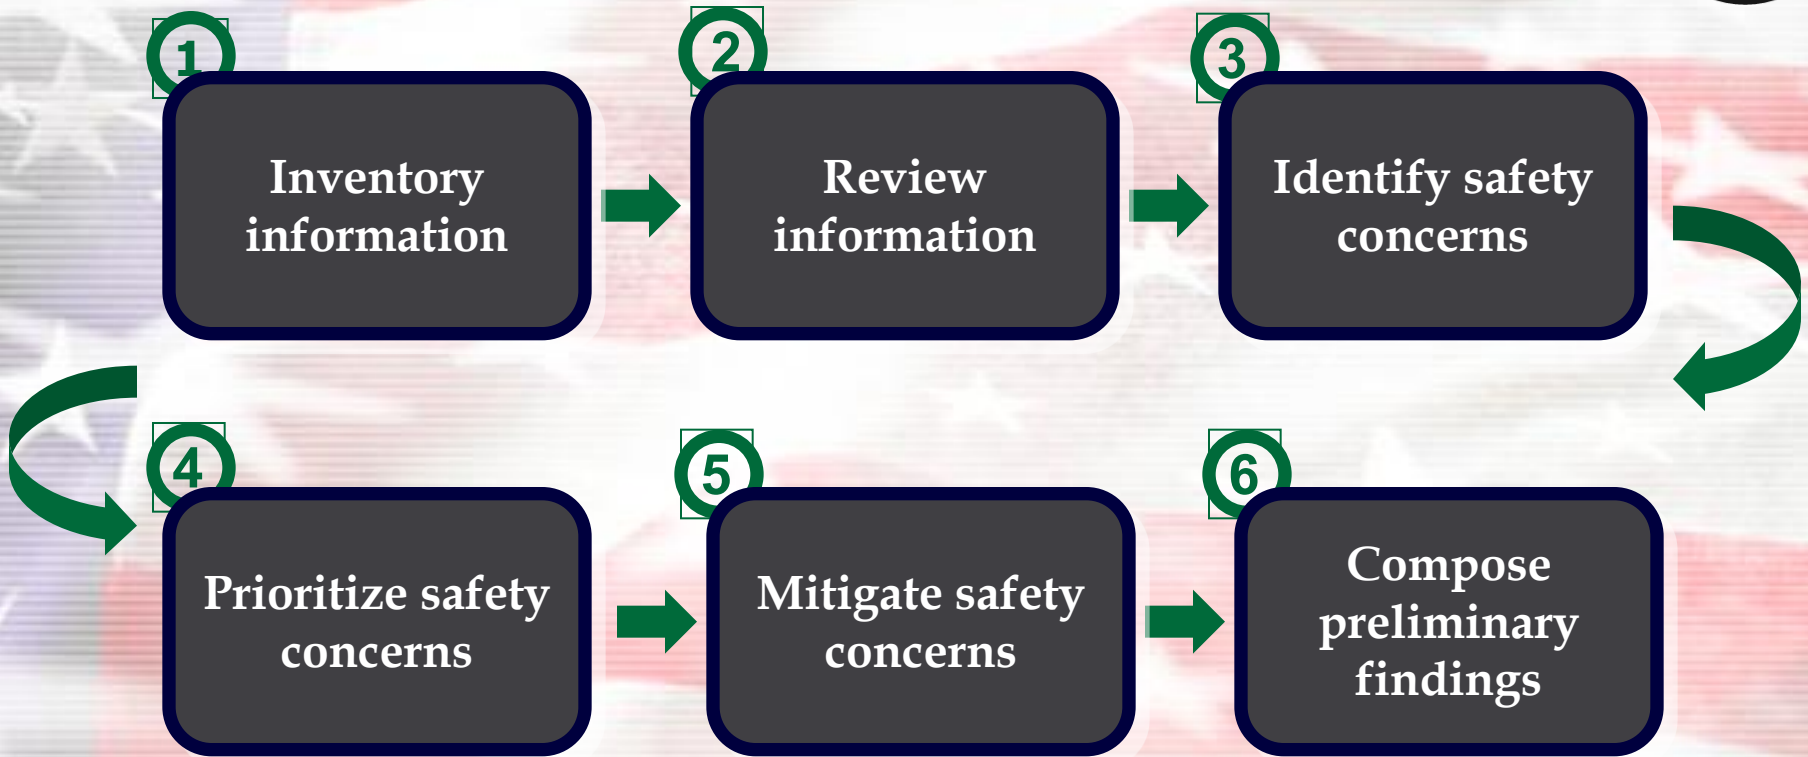 1
Inventory
information
2
Review
information
3
Identify safety
concerns
4
Prioritize safety
concerns
5
Mitigate safety
concerns
6
Compose
preliminary
findings